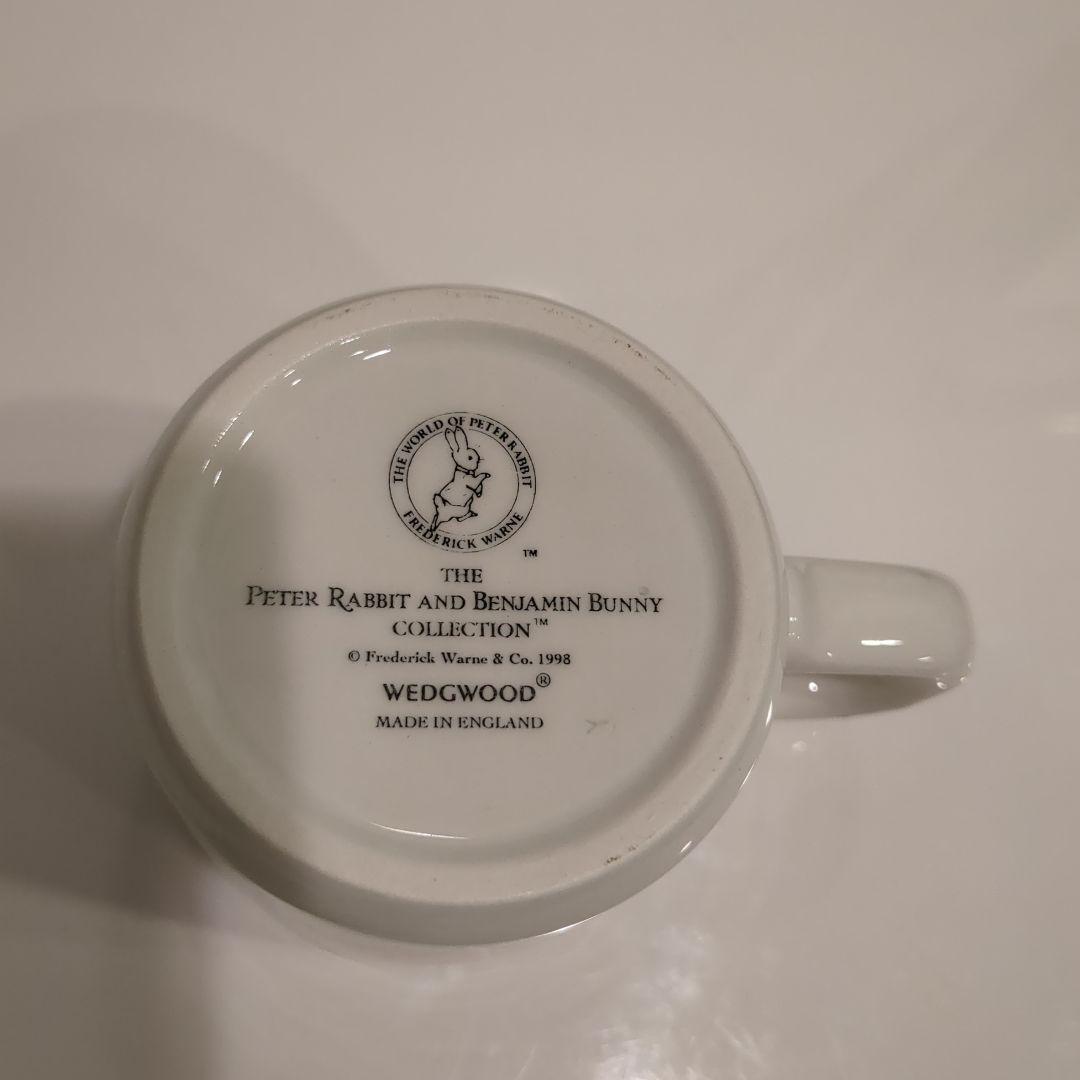 THE WORLD OF PETER RABBIT
FREDERICK WARNE
TM
THE
PETER RABBIT AND BENJAMIN BUNNY
COLLECTION™
© Frederick Warne & Co. 1998
WEDGWOOD®
MADE IN ENGLAND